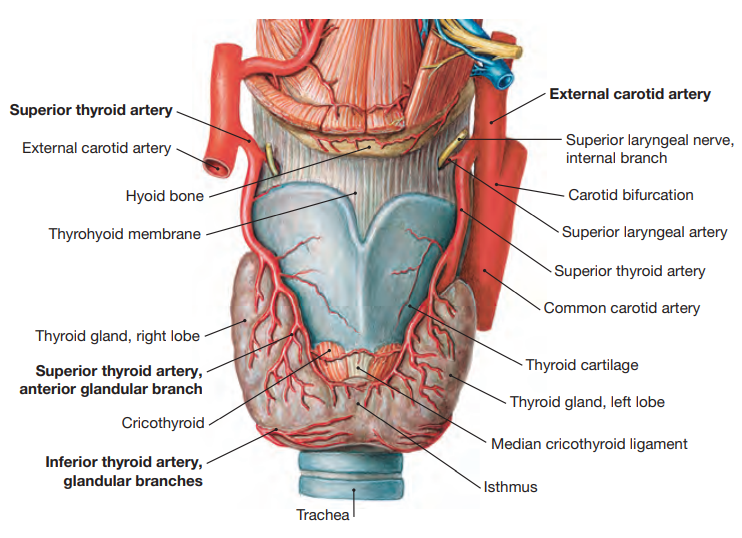 Superior thyroid artery
External carotid artery
Hyoid bone
Thyrohyoid membrane
Thyroid gland, right lobe
Superior thyroid artery,
anterior glandular branch
Cricothyroid
Inferior thyroid artery,
glandular branches
Trachea
External carotid artery
Superior laryngeal nerve,
internal branch
Carotid bifurcation
Superior laryngeal artery
Superior thyroid artery
Common carotid artery
Thyroid cartilage
Thyroid gland, left lobe
Median cricothyroid ligament
Isthmus